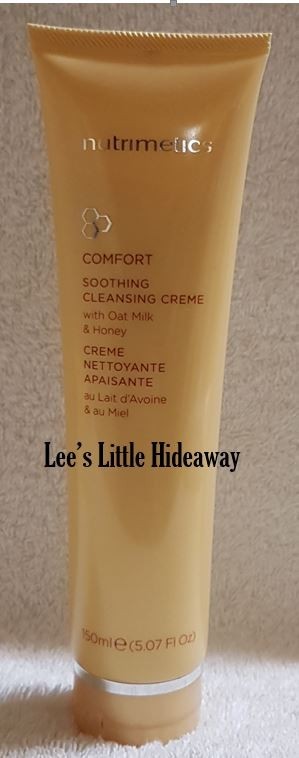 nutrimetics
COMFORT
SOOTHING
CLEANSING CREME
with Oat Milk
& Honey
CREME
NETTOYANTE
APAISANTE
au Lait d'Avoine
& au Miel
Lee's Little Hideaway
150ml e (5.07 Fl Oz)